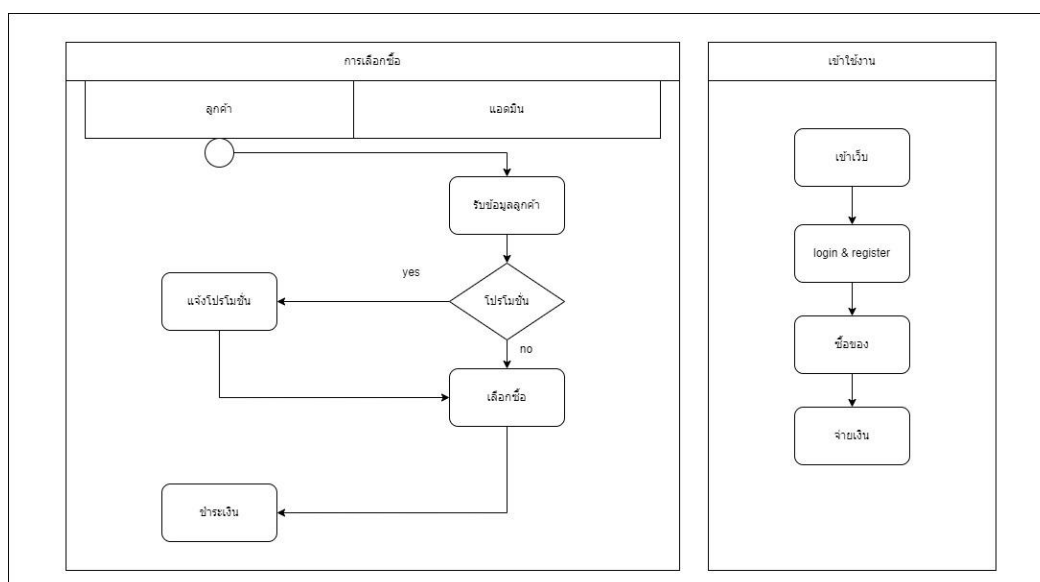 การเลือกซื้อ
ลูกค้า
แอดมิน
รับข้อมูลลูกค้า
yes
แจ้งโปรโมชั่น
โปรโมชั่น
no
เลือกซื้อ
ชำระเงิน
เข้าใช้งาน
เข้าเว็บ
login & register
ซื้อของ
จ่ายเงิน